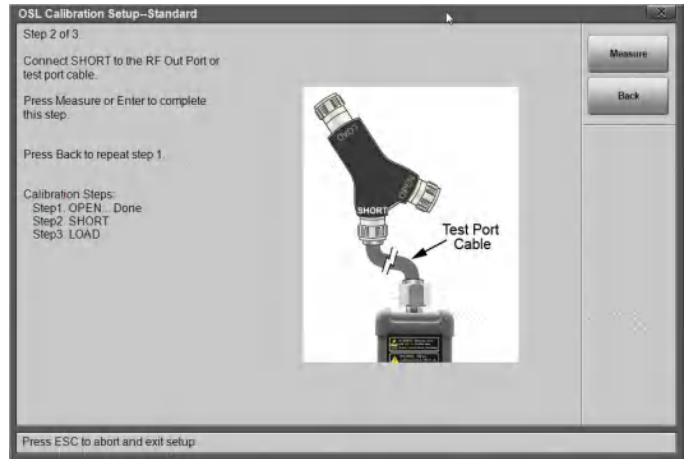 OSL Calibration Setup--Standard
Step 2 of 3.
Connect SHORT to the RF Out Port or
test port cable.
Press Measure or Enter to complete
this step.
Press Back to repeat step 1.
Calibration Steps:
Step1. OPEN... Done
Step2. SHORT
Step3. LOAD
Measure
Back
LOAD
OPEN
SHORT
Test Port
Cable
Press ESC to abort and exit setup.